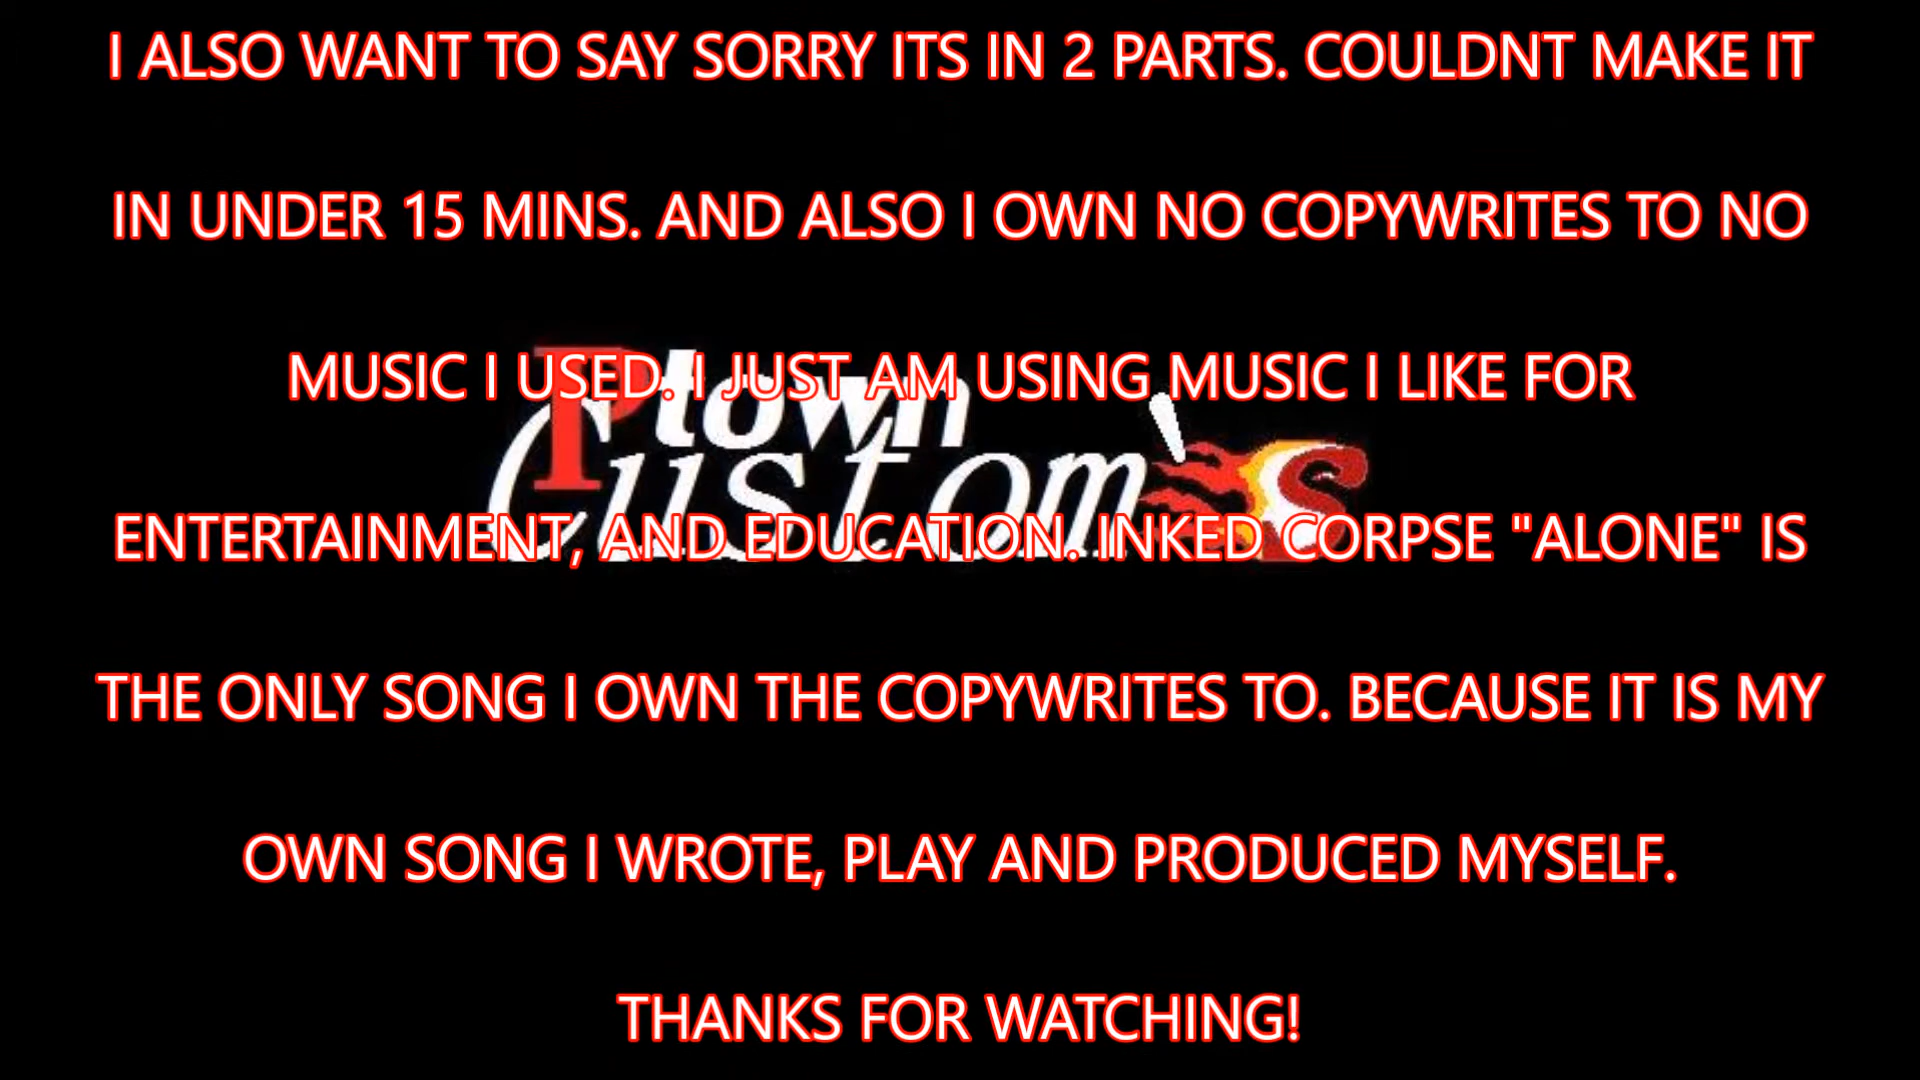 I ALSO WANT TO SAY SORRY ITS IN 2 PARTS. COULDNT MAKE IT
IN UNDER 15 MINS. AND ALSO I OWN NO COPYWRITES TO NO
MUSIC I USED. I JUST AM USING MUSIC I LIKE FOR
Ptown
Custom's
ENTERTAINMENT, AND EDUCATION. INKED CORPSE "ALONE" IS
THE ONLY SONG I OWN THE COPYWRITES TO. BECAUSE IT IS MY
OWN SONG I WROTE, PLAY AND PRODUCED MYSELF.
THANKS FOR WATCHING!